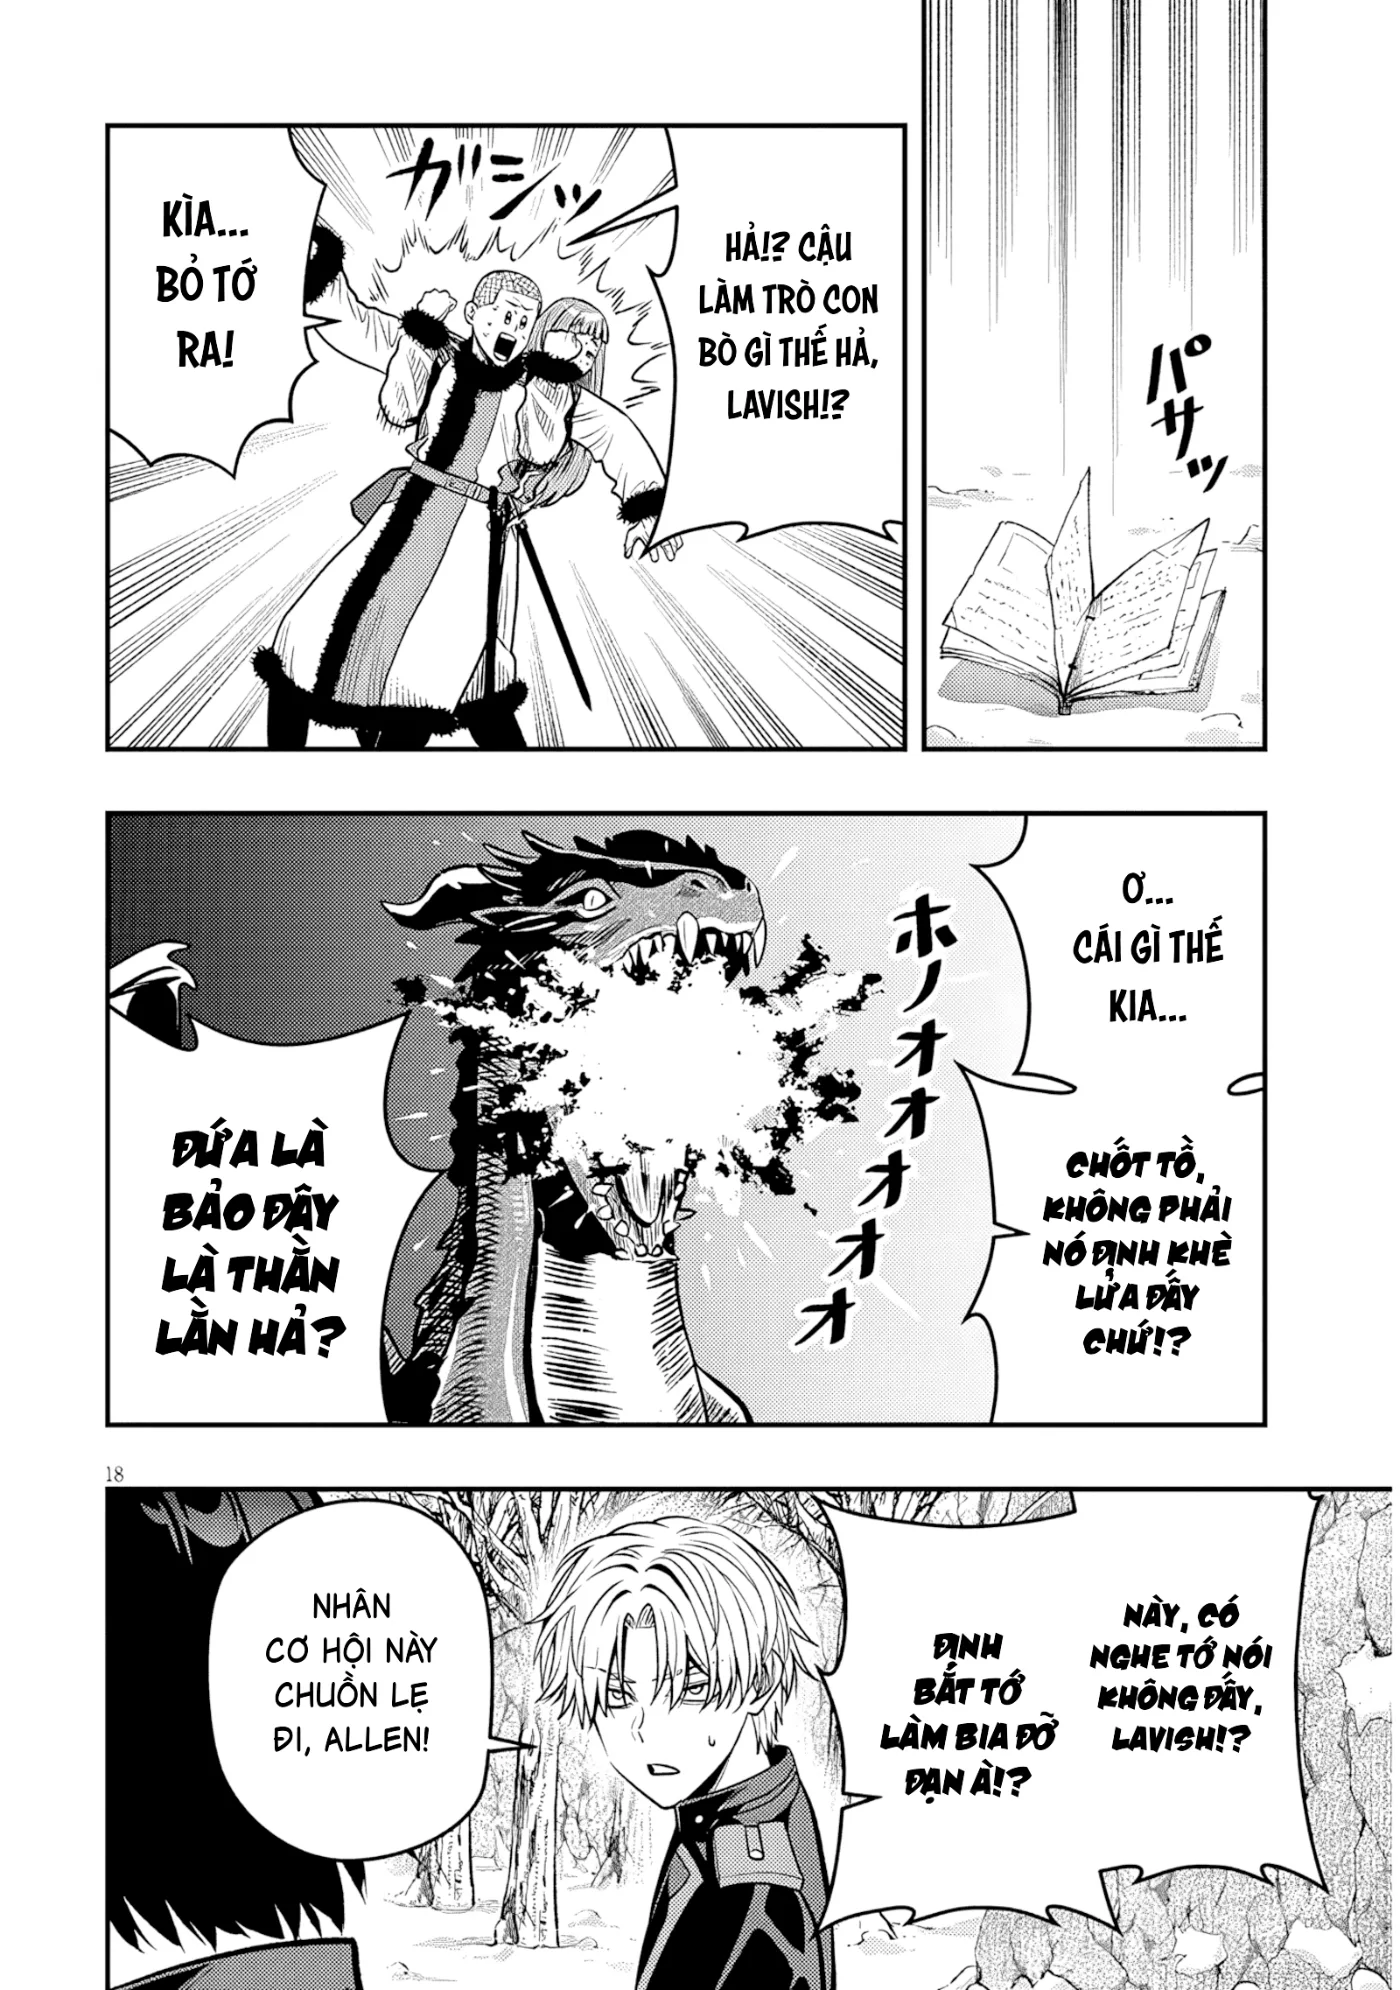 パサッ
ガシッ
HẢ!? CẬU
LÀM TRÒ CON
BÒ GÌ THẾ HẢ,
LAVISH!?
KÌA...
BỎ TỚ
RA!
Ơ...
CÁI GÌ THẾ
KIA...
CHỐT TỒ,
KHÔNG PHẢI
NÓ ĐỊNH KHÈ
LỬA ĐẤY
CHỨ!?
ホノオオオオオ
ĐỨA LÀ
BẢO ĐÂY
LÀ THẰN
LẰN HẢ?
18
NÀY, CÓ
NGHE TỚ NÓI
KHÔNG ĐẤY,
LAVISH!?
ĐỊNH
BẮT TỚ
LÀM BIA ĐỠ
ĐẠN À!?
NHÂN
CƠ HỘI NÀY
CHUỒN LẸ
ĐI, ALLEN!